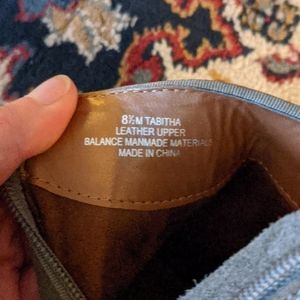 8½M TABITHA
LEATHER UPPER
BALANCE MANMADE MATERIALS
MADE IN CHINA